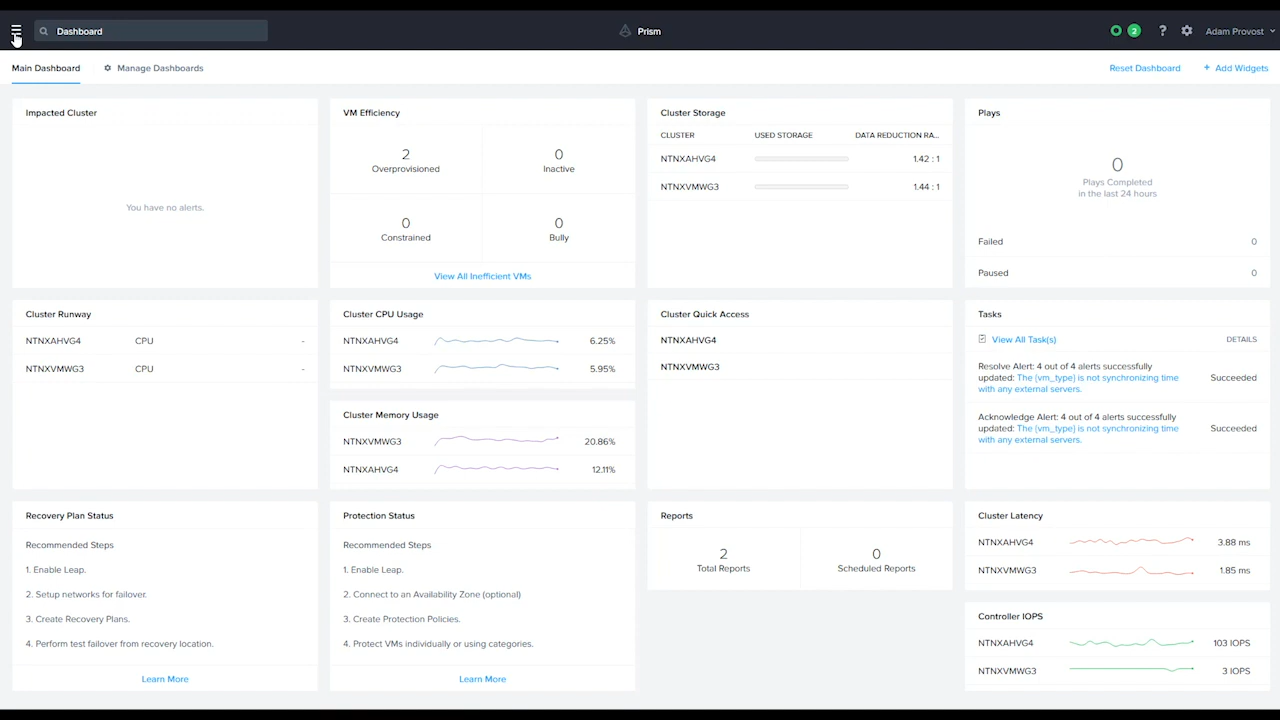 Dashboard
Prism
2
?
Adam Provost
Main Dashboard
Manage Dashboards
Reset Dashboard
+ Add Widgets
Impacted Cluster
You have no alerts.
VM Efficiency
2
Overprovisioned
0
Inactive
0
Constrained
0
Bully
View All Inefficient VMs
Cluster Storage
CLUSTER USED STORAGE DATA REDUCTION RA...
NTNXAHVG4 1.42 : 1
NTNXVMWG3 1.44 : 1
Plays
0
Plays Completed
in the last 24 hours
Failed 0
Paused 0
Cluster Runway
NTNXAHVG4 CPU -
NTNXVMWG3 CPU -
Cluster CPU Usage
NTNXAHVG4 6.25%
NTNXVMWG3 5.95%
Cluster Memory Usage
NTNXVMWG3 20.86%
NTNXAHVG4 12.11%
Cluster Quick Access
NTNXAHVG4
NTNXVMWG3
Tasks
View All Task(s) DETAILS
Resolve Alert: 4 out of 4 alerts successfully
updated: The {vm_type} is not synchronizing time
with any external servers.
Succeeded
Acknowledge Alert: 4 out of 4 alerts successfully
updated: The {vm_type} is not synchronizing time
with any external servers.
Succeeded
Recovery Plan Status
Recommended Steps
1. Enable Leap.
2. Setup networks for failover.
3. Create Recovery Plans.
4. Perform test failover from recovery location.
Learn More
Protection Status
Recommended Steps
1. Enable Leap.
2. Connect to an Availability Zone (optional)
3. Create Protection Policies.
4. Protect VMs individually or using categories.
Learn More
Reports
2
Total Reports
0
Scheduled Reports
Cluster Latency
NTNXAHVG4 3.88 ms
NTNXVMWG3 1.85 ms
Controller IOPS
NTNXAHVG4 103 IOPS
NTNXVMWG3 3 IOPS